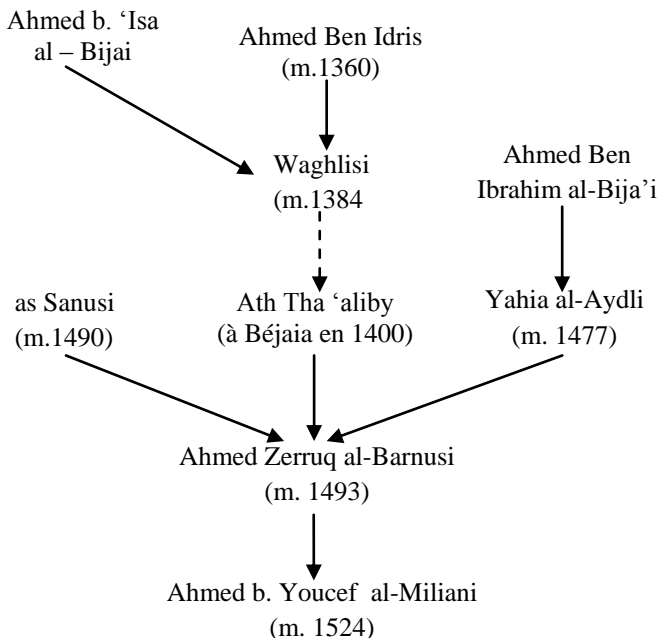 Ahmed b. ‘Isa
al – Bijai
Ahmed Ben Idris
(m.1360)
Waghlisi
(m.1384
Ahmed Ben
Ibrahim al-Bija’i
as Sanusi
(m.1490)
Ath Tha ‘aliby
(à Béjaia en 1400)
Yahia al-Aydli
(m. 1477)
Ahmed Zerruq al-Barnusi
(m. 1493)
Ahmed b. Youcef al-Miliani
(m. 1524)